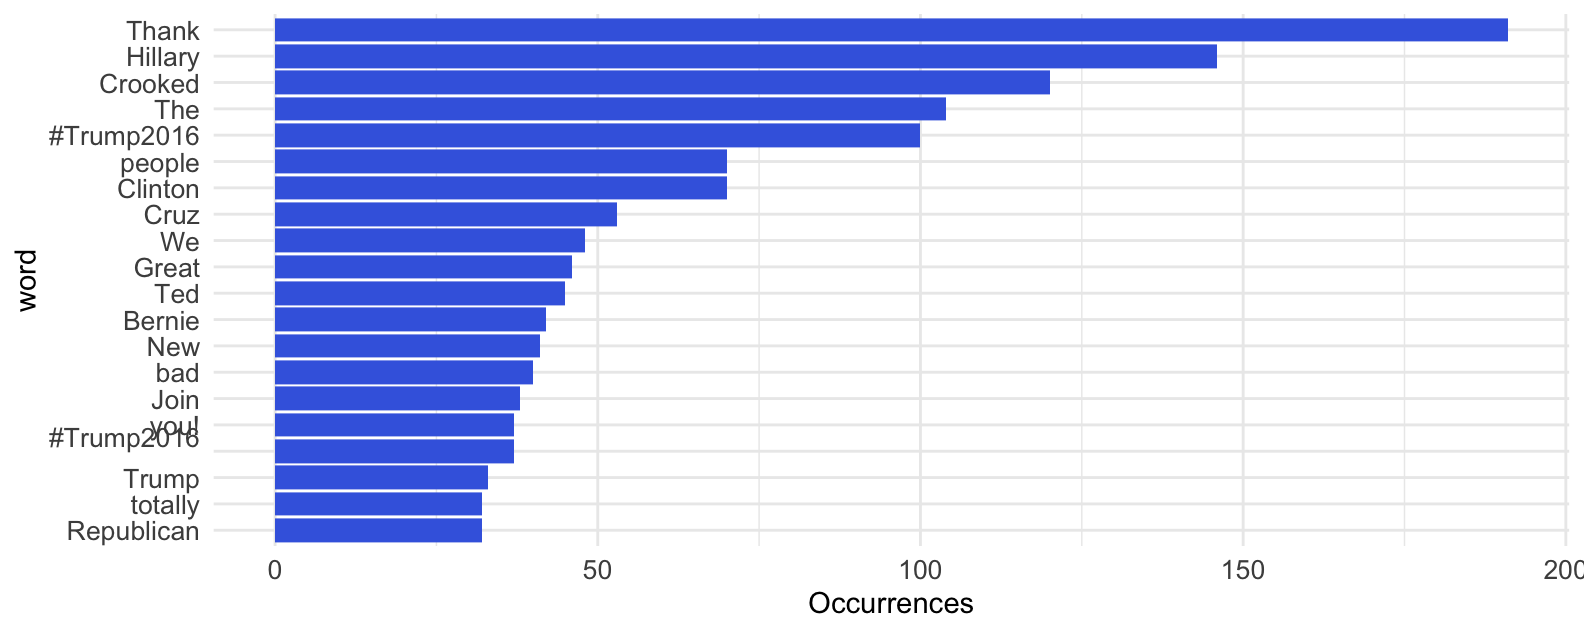 Thank
Hillary
Crooked
The
#Trump2016
people
Clinton
Cruz
We
Great
Ted
Bernie
New
bad
Join
you!
#Trump2016
Trump
totally
Republican
word
0 50 100 150 200
Occurrences